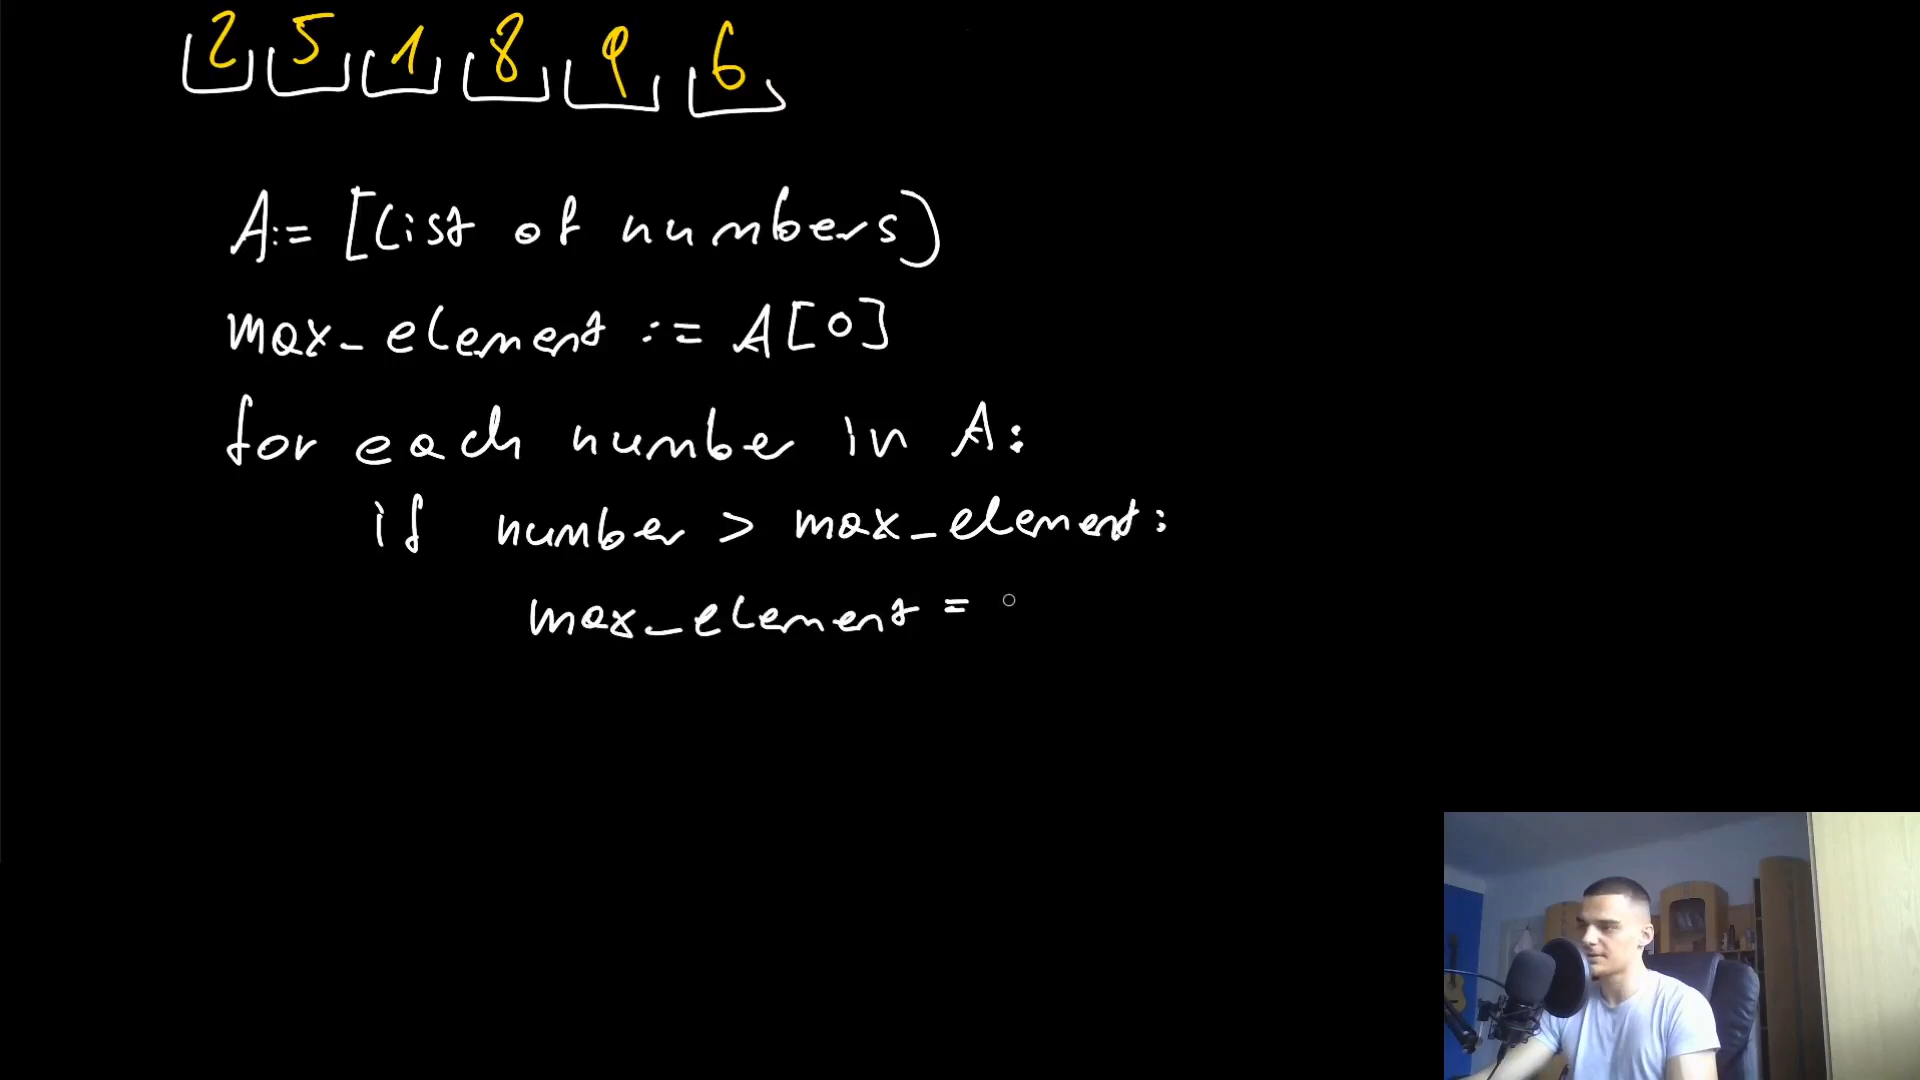 2 5 1 8 9 6
A:= [list of numbers)
max_element := A[0]
for each number in A:
if number > max_element:
max_element =